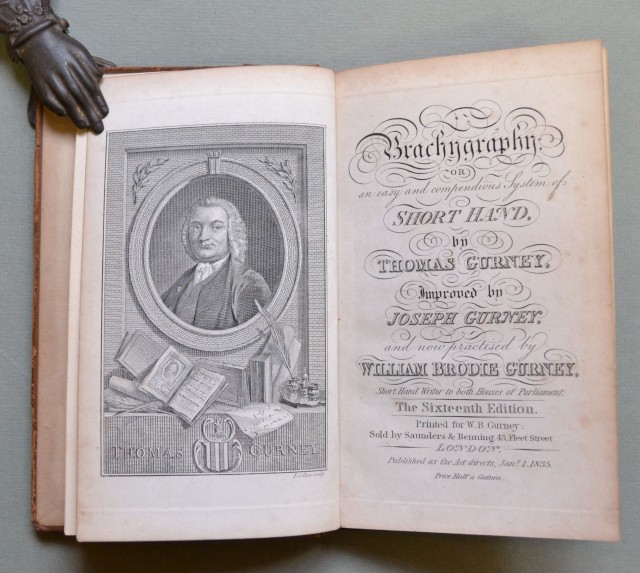 THOMAS GURNEY
Brachygraphy:
OR
an easy and compendious System of
SHORT HAND,
by
THOMAS GURNEY,
Improved by
JOSEPH GURNEY,
and now practised by
WILLIAM BRODIE GURNEY,
Short Hand Writer to both Houses of Parliament.
The Sixteenth Edition.
Printed for W. B. Gurney:
Sold by Saunders & Benning 43, Fleet Street
LONDON.
Published as the Act directs, Jany. 1, 1835.
Price Half a Guinea.